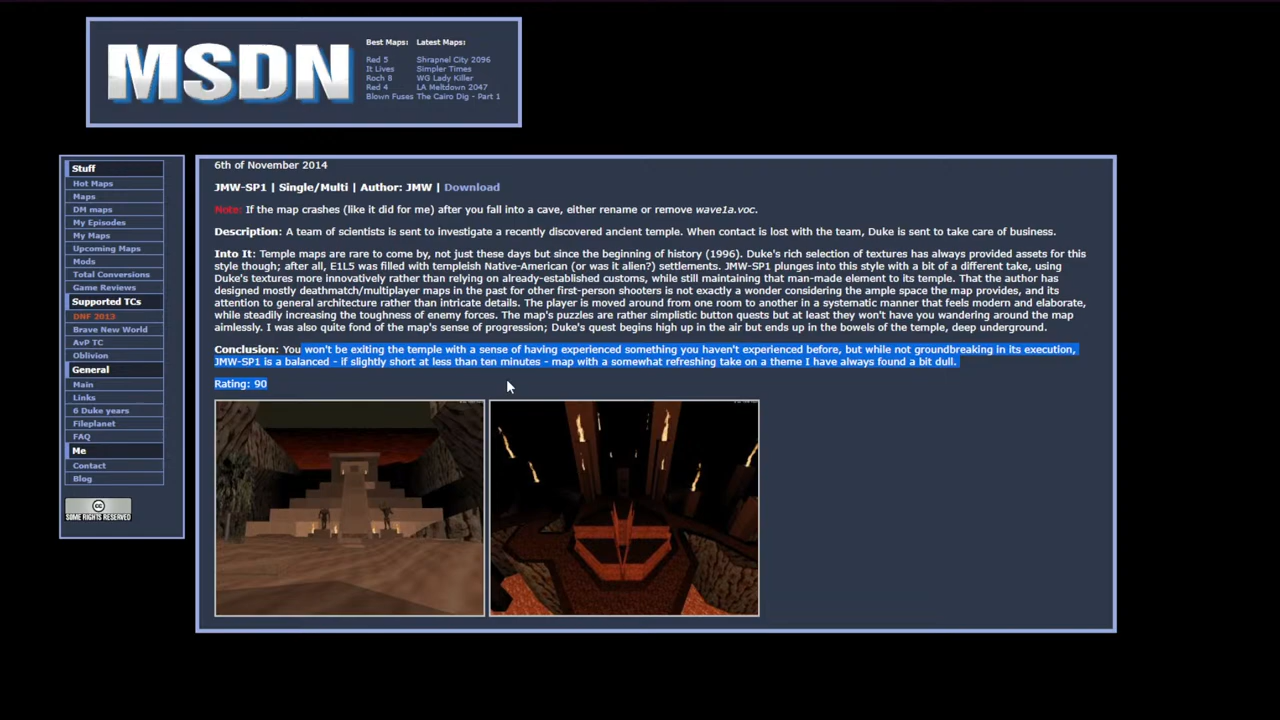 MSDN
Best Maps: Latest Maps:
Red 5 Shrapnel City 2096
It Lives Simpler Times
Roch 8 WG Lady Killer
Red 4 LA Meltdown 2047
Blown Fuses The Cairo Dig - Part 1
Stuff
Hot Maps
Maps
DM maps
My Episodes
My Maps
Upcoming Maps
Mods
Total Conversions
Game Reviews
Supported TCs
DNF 2013
Brave New World
AvP TC
Oblivion
General
Main
Links
6 Duke years
Fileplanet
FAQ
Me
Contact
Blog
CC
SOME RIGHTS RESERVED
6th of November 2014
JMW-SP1 | Single/Multi | Author: JMW | Download
Note: If the map crashes (like it did for me) after you fall into a cave, either rename or remove wave1a.voc.
Description: A team of scientists is sent to investigate a recently discovered ancient temple. When contact is lost with the team, Duke is sent to take care of business.
Into It: Temple maps are rare to come by, not just these days but since the beginning of history (1996). Duke's rich selection of textures has always provided assets for this
style though; after all, E1L5 was filled with templeish Native-American (or was it alien?) settlements. JMW-SP1 plunges into this style with a bit of a different take, using
Duke's textures more innovatively rather than relying on already-established customs, while still maintaining that man-made element to its temple. That the author has
designed mostly deathmatch/multiplayer maps in the past for other first-person shooters is not exactly a wonder considering the ample space the map provides, and its
attention to general architecture rather than intricate details. The player is moved around from one room to another in a systematic manner that feels modern and elaborate,
while steadily increasing the toughness of enemy forces. The map's puzzles are rather simplistic button quests but at least they won't have you wandering around the map
aimlessly. I was also quite fond of the map's sense of progression; Duke's quest begins high up in the air but ends up in the bowels of the temple, deep underground.
Conclusion: You won't be exiting the temple with a sense of having experienced something you haven't experienced before, but while not groundbreaking in its execution,
JMW-SP1 is a balanced - if slightly short at less than ten minutes - map with a somewhat refreshing take on a theme I have always found a bit dull.
Rating: 90